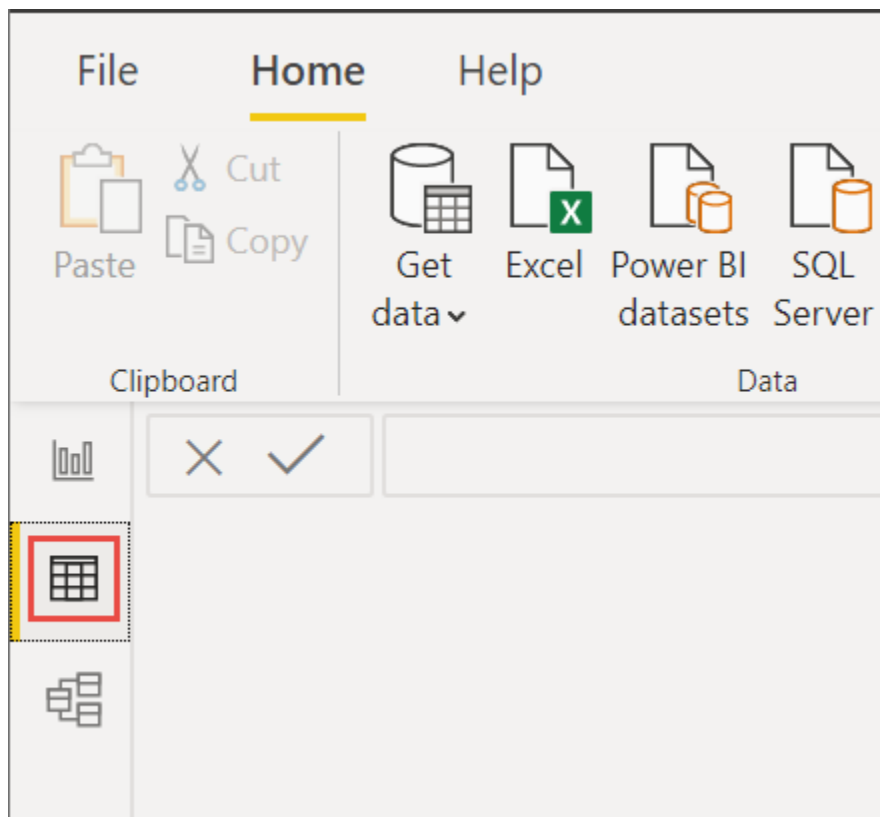 File Home Help
Cut
Copy
Paste
Get data
Excel
X
Power BI datasets
SQL Server
Clipboard
Data